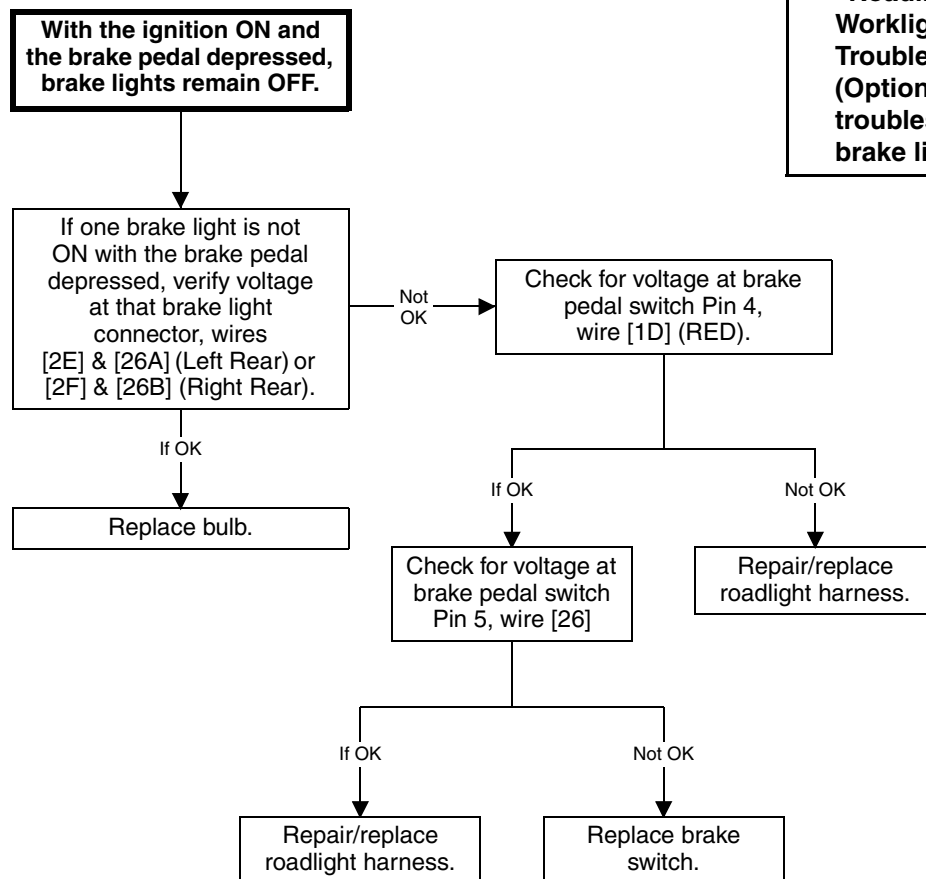 With the ignition ON and
the brake pedal depressed,
brake lights remain OFF.
Trouble
(Option
brake li
If one brake light is not
ON with the brake pedal
depressed, verify voltage
at that brake light
connector, wires
[2E] & [26A] (Left Rear) or
[2F] & [26B] (Right Rear).
Not
OK
Check for voltage at brake
pedal switch Pin 4,
wire [1D] (RED).
If OK
Replace bulb.
If OK
Not OK
Check for voltage at
brake pedal switch
Pin 5, wire [26]
Repair/replace
roadlight harness.
If OK
Not OK
Repair/replace
roadlight harness.
Replace brake
switch.